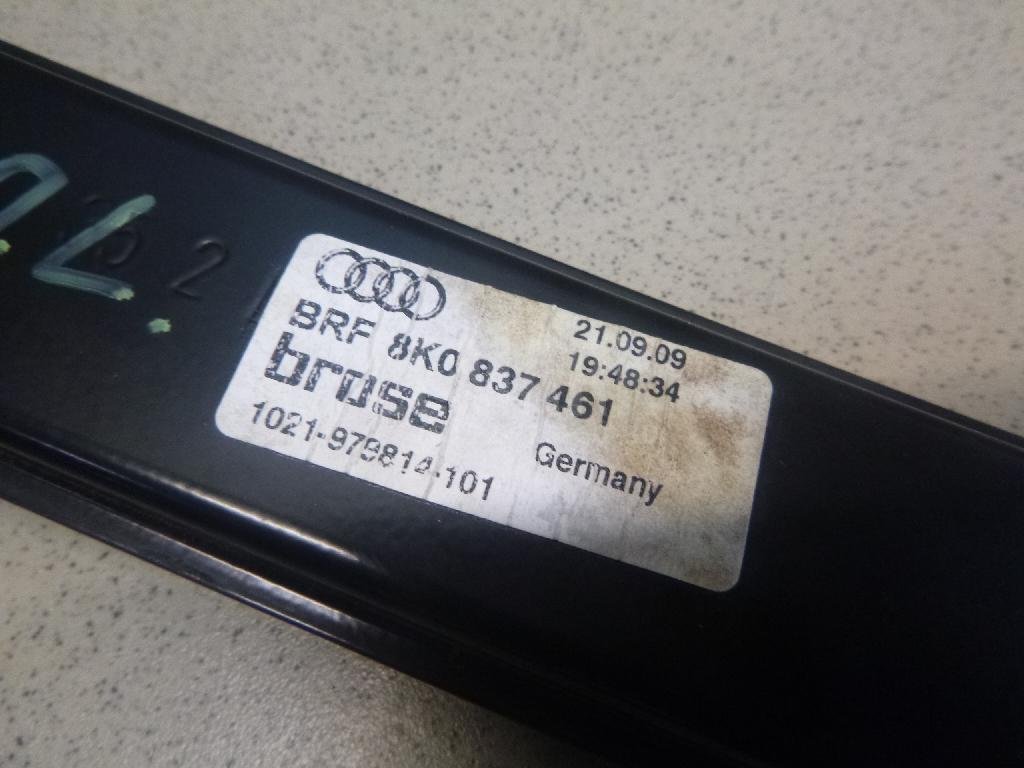 21.09.09
19:48:34
BRF 8K0 837 461
brose
1021-979814-101
Germany